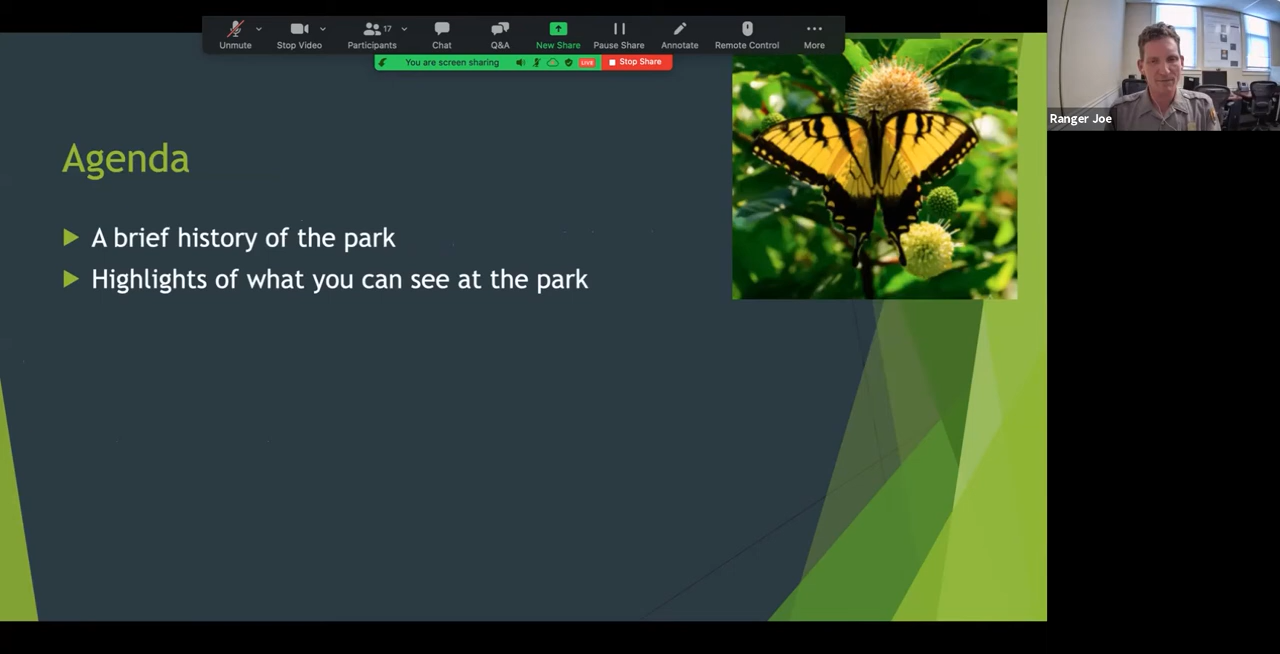 Unmute
Stop Video
Participants 17
Chat
Q&A
New Share
Pause Share
Annotate
Remote Control
More
You are screen sharing
LIVE
Stop Share
Ranger Joe
Agenda
A brief history of the park
Highlights of what you can see at the park